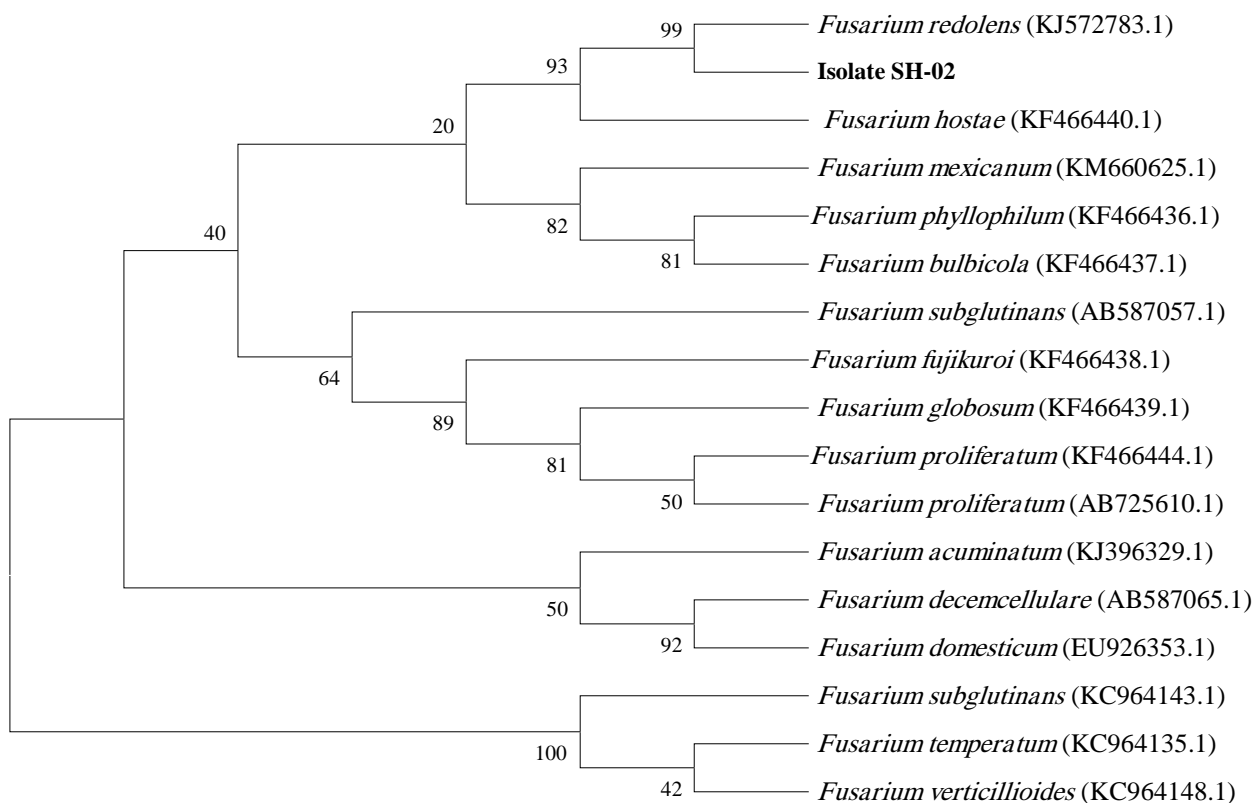 99
Fusarium redolens (KJ572783.1)
Isolate SH-02
93
Fusarium hostae (KF466440.1)
20
Fusarium mexicanum (KM660625.1)
82
Fusarium phyllophilum (KF466436.1)
81
Fusarium bulbicola (KF466437.1)
40
Fusarium subglutinans (AB587057.1)
64
Fusarium fujikuroi (KF466438.1)
89
Fusarium globosum (KF466439.1)
81
Fusarium proliferatum (KF466444.1)
50
Fusarium proliferatum (AB725610.1)
Fusarium acuminatum (KJ396329.1)
50
Fusarium decemcellulare (AB587065.1)
92
Fusarium domesticum (EU926353.1)
Fusarium subglutinans (KC964143.1)
100
Fusarium temperatum (KC964135.1)
42
Fusarium verticillioides (KC964148.1)